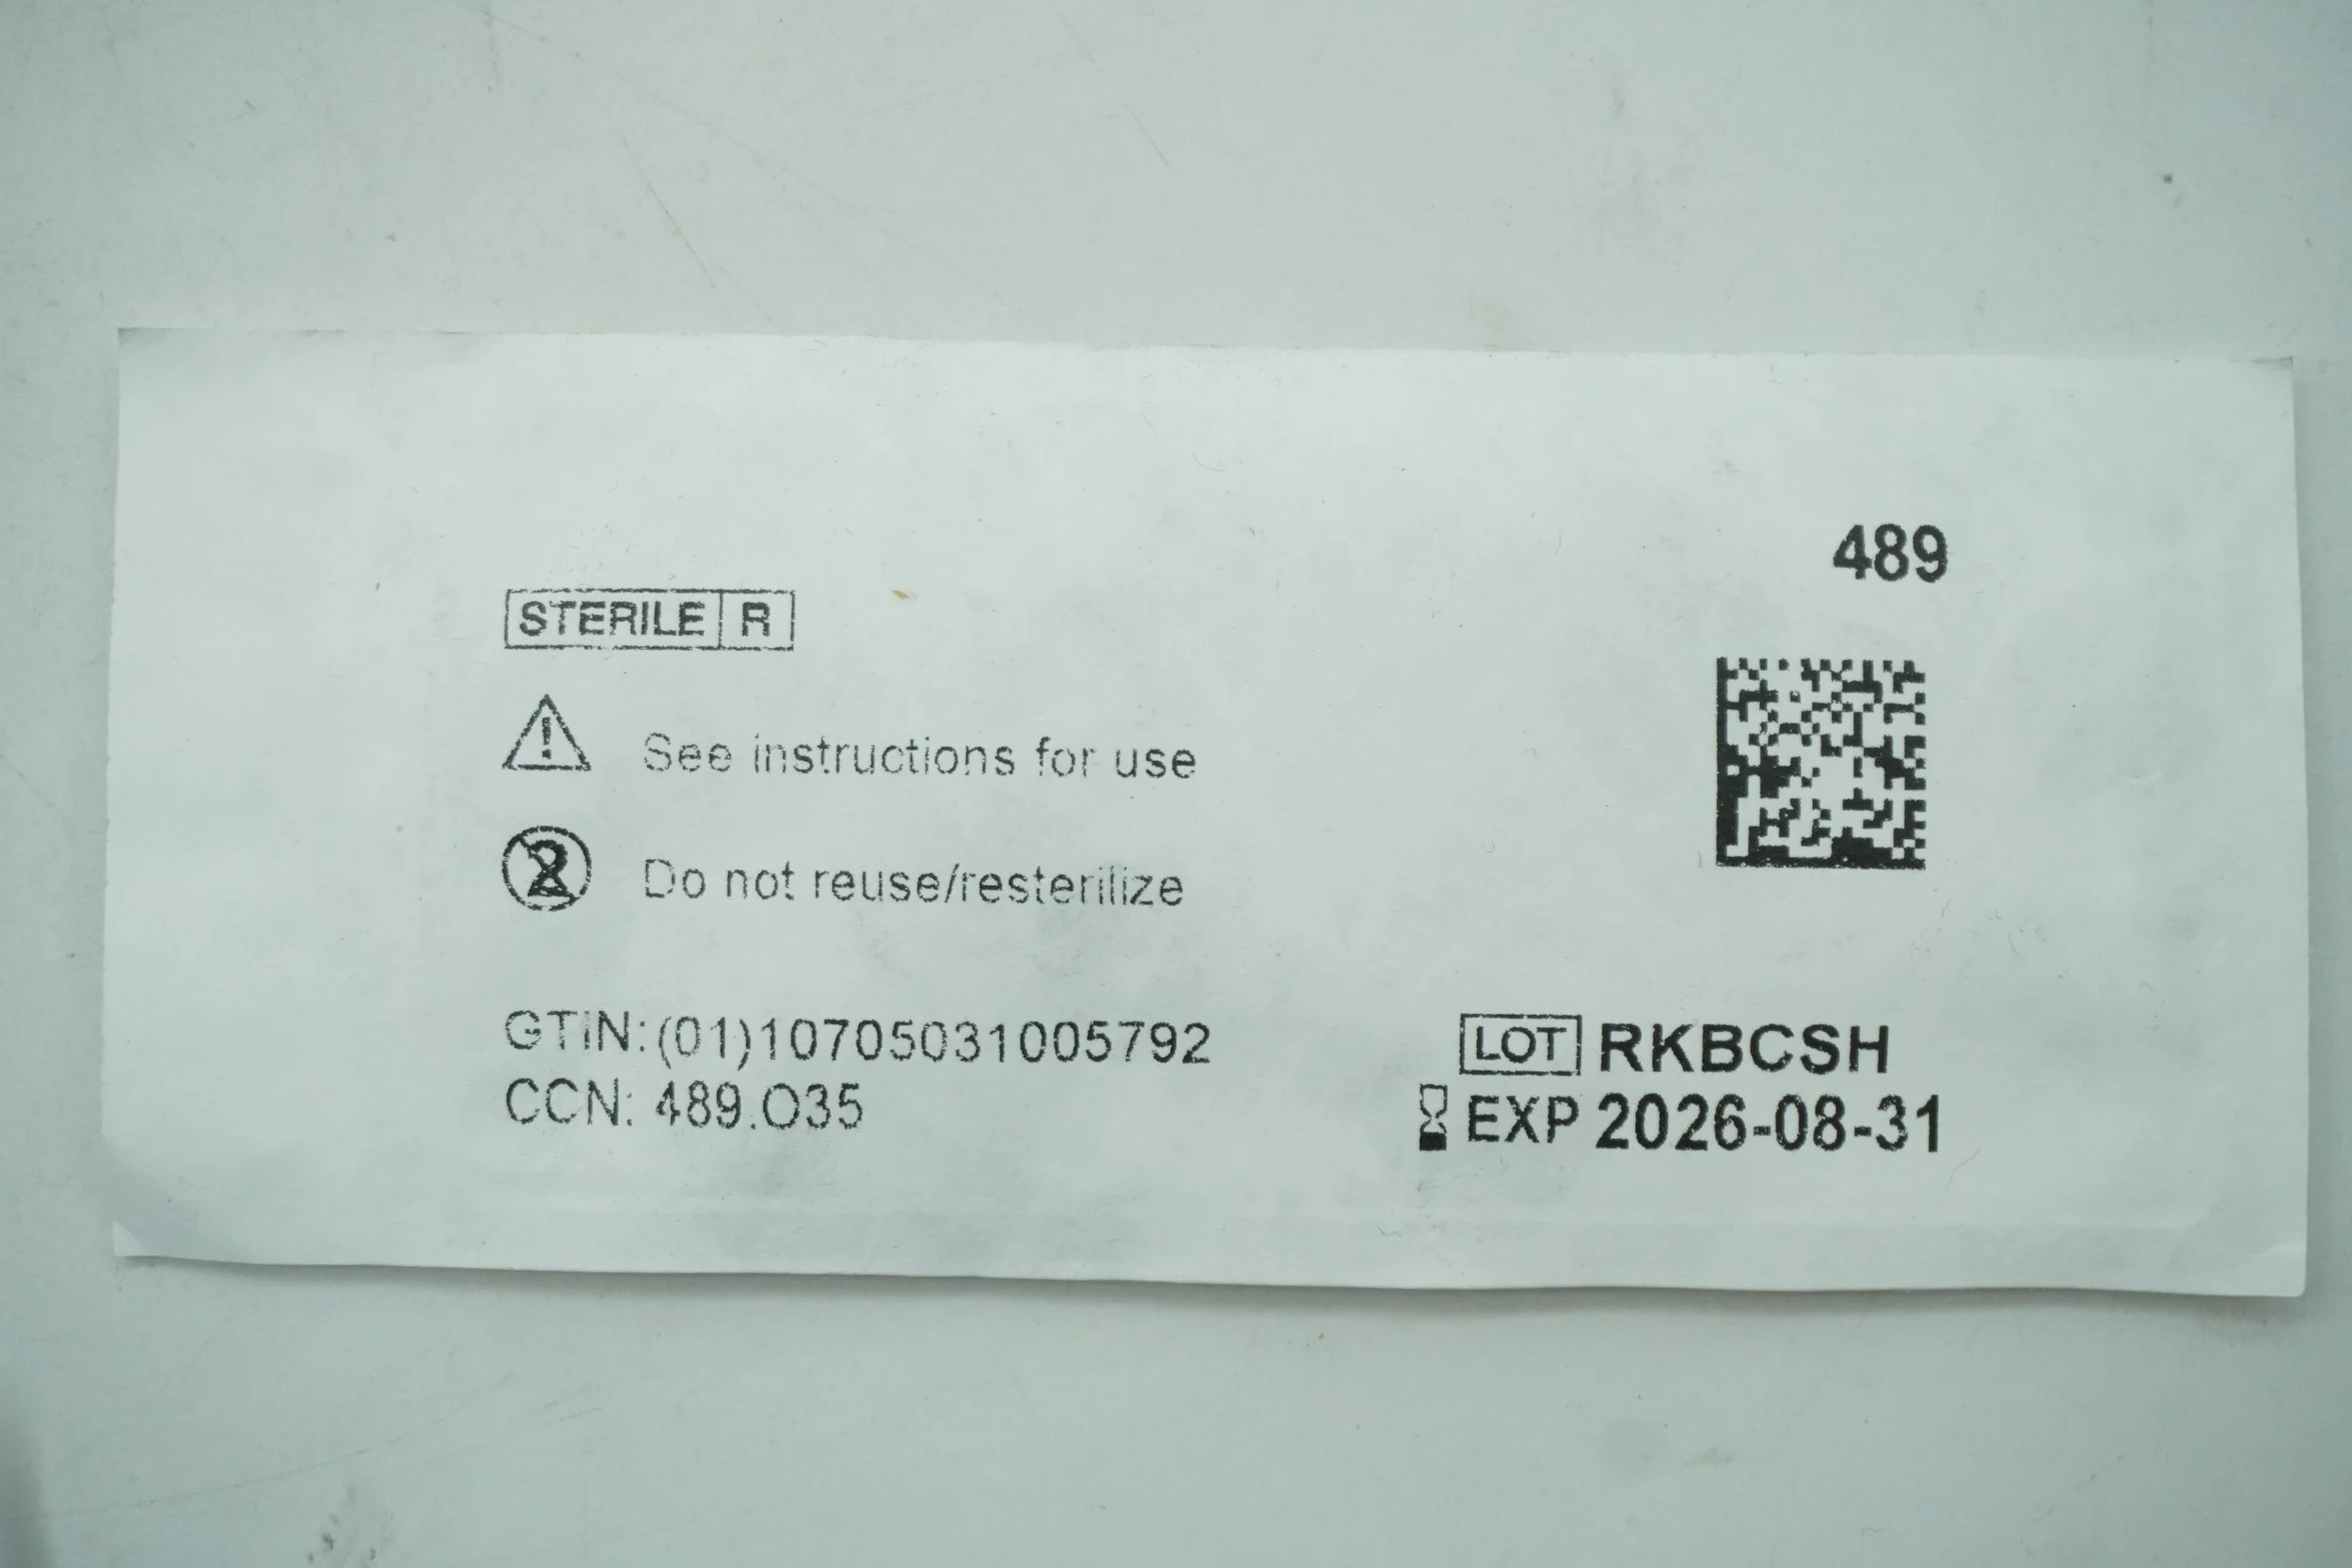 489
STERILE R
See instructions for use
Do not reuse/resterilize
GTIN: (01)10705031005792
CCN: 489.O35
LOT RKBCSH
EXP 2026-08-31